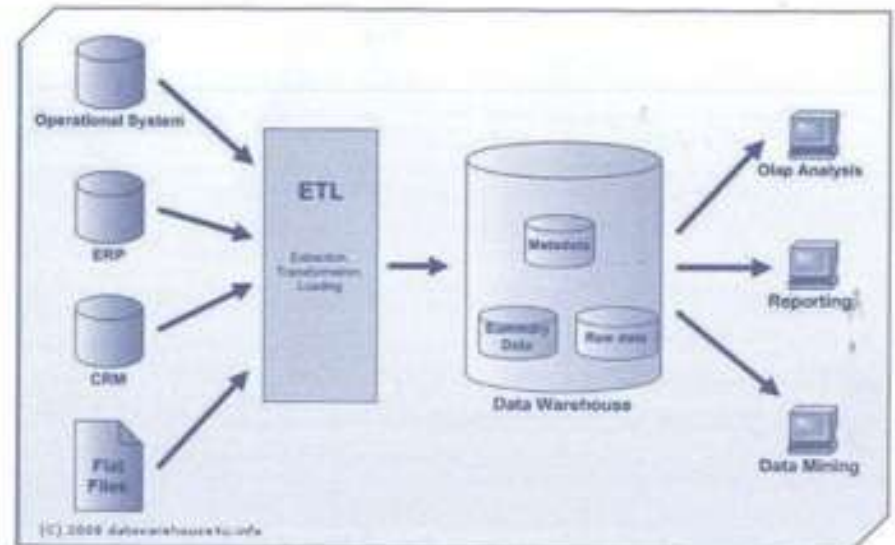 Operational System
ERP
CRM
Flat
Files
ETL
Extraction
Transformation
Loading
Metadata
Summary
Data
Raw data
Data Warehouse
Olap Analysis
Reporting
Data Mining
(C) 2008 datawarehouse4u.info